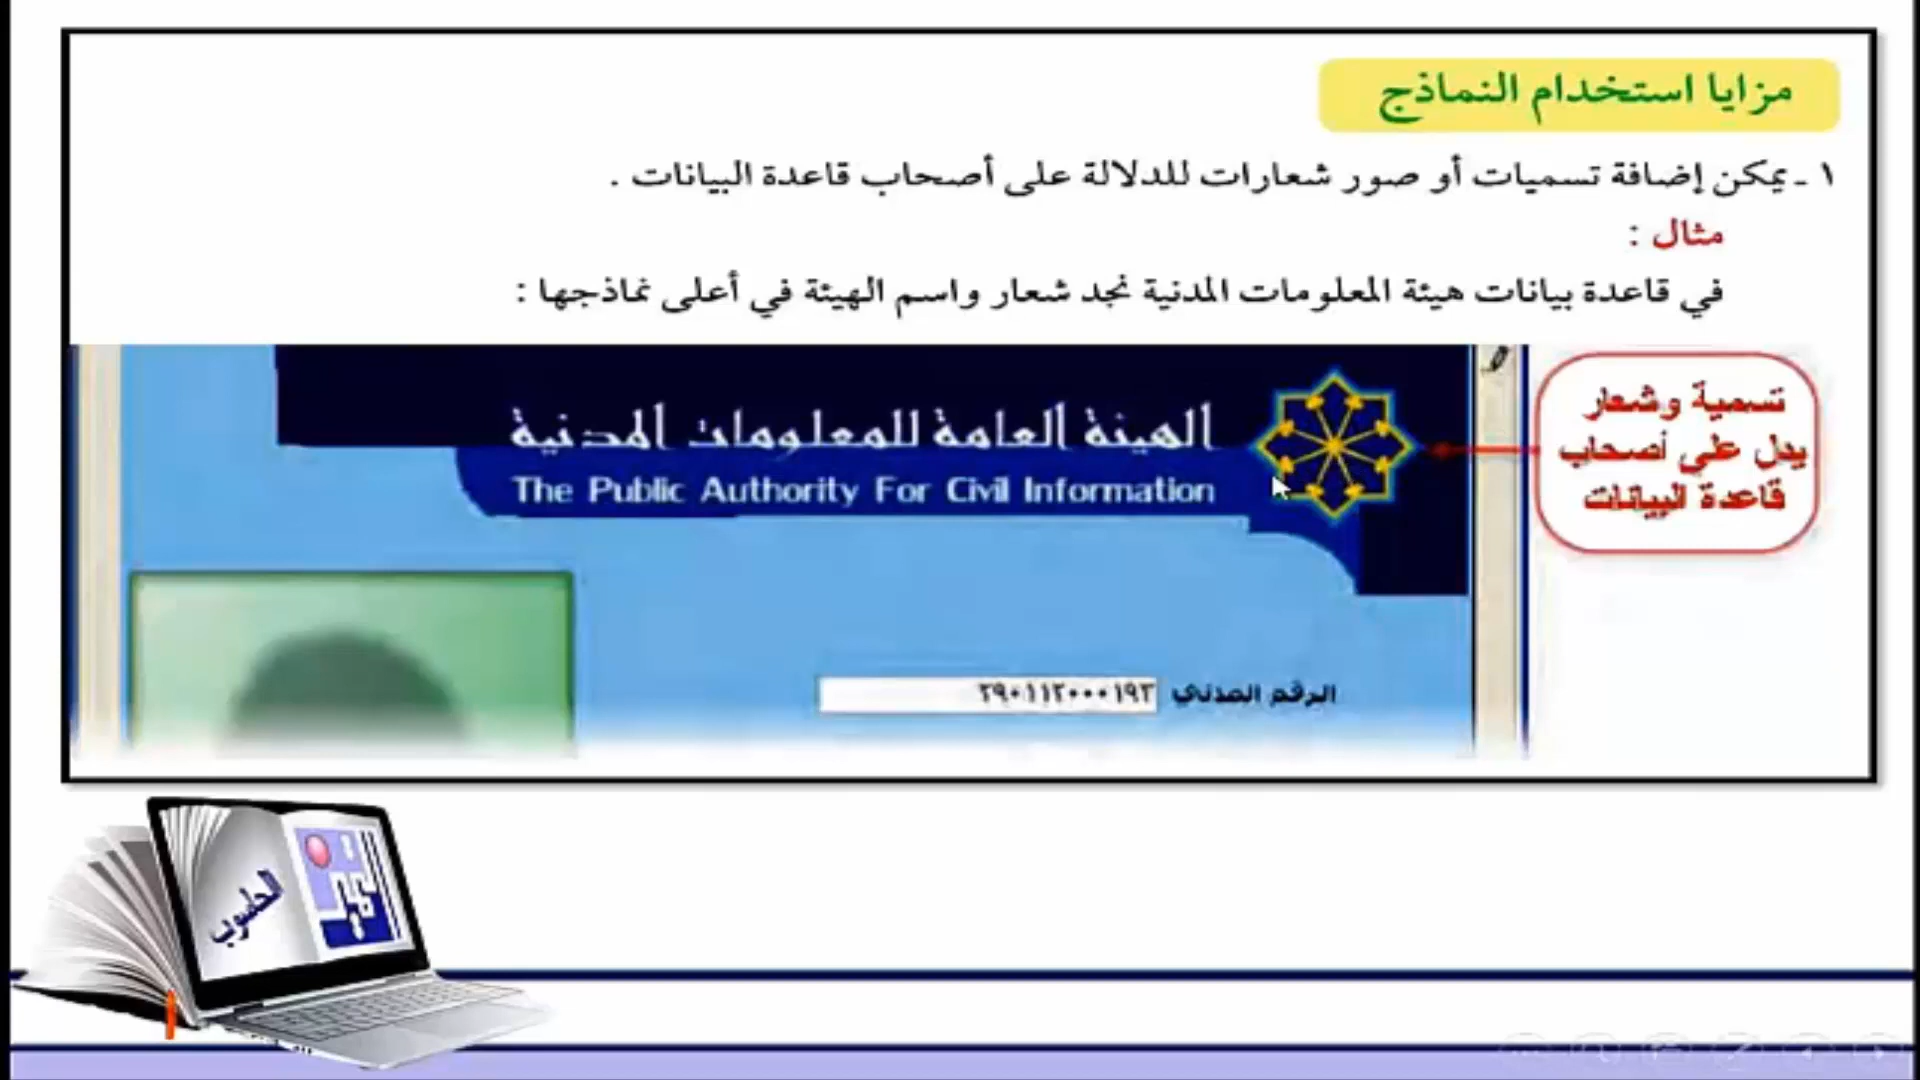 مزايا استخدام النماذج
١ - يمكن إضافة تسميات أو صور شعارات للدلالة على أصحاب قاعدة البيانات .
مثال :
في قاعدة بيانات هيئة المعلومات المدنية نجد شعار واسم الهيئة في أعلى نماذجها :
الهيئة العامة للمعلومات المدنية
The Public Authority For Civil Information
تسمية وشعار
يدل على أصحاب
قاعدة البيانات
الرقم المدني ٢٩٠١١٢٠٠٠١٩٢
الحاسوب